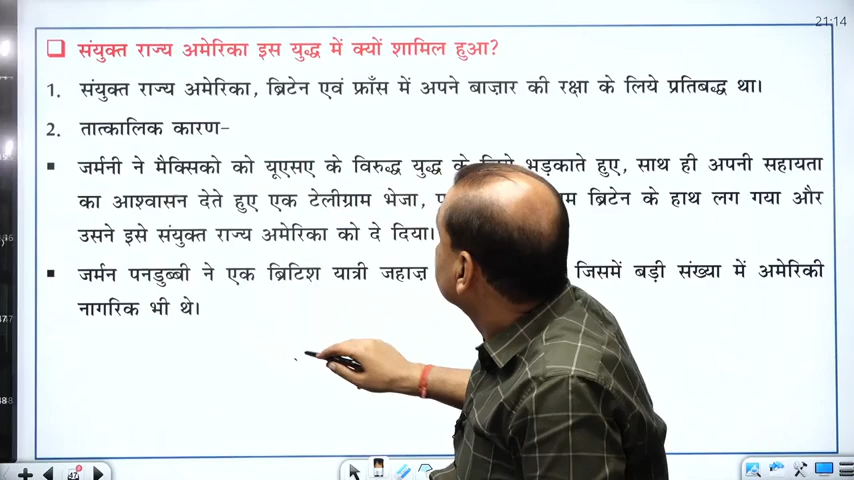 21:14
❑ संयुक्त राज्य अमेरिका इस युद्ध में क्यों शामिल हुआ?
1. संयुक्त राज्य अमेरिका, ब्रिटेन एवं फ्राँस में अपने बाज़ार की रक्षा के लिये प्रतिबद्ध था।
2. तात्कालिक कारण–
▪ जर्मनी ने मैक्सिको को यूएसए के विरुद्ध युद्ध के लिये भड़काते हुए, साथ ही अपनी सहायता
का आश्वासन देते हुए एक टेलीग्राम भेजा, ब्रिटेन के हाथ लग गया और
उसने इसे संयुक्त राज्य अमेरिका को दे दिया।
▪ जर्मन पनडुब्बी ने एक ब्रिटिश यात्री जहाज़ जिसमें बड़ी संख्या में अमेरिकी
नागरिक भी थे।
47